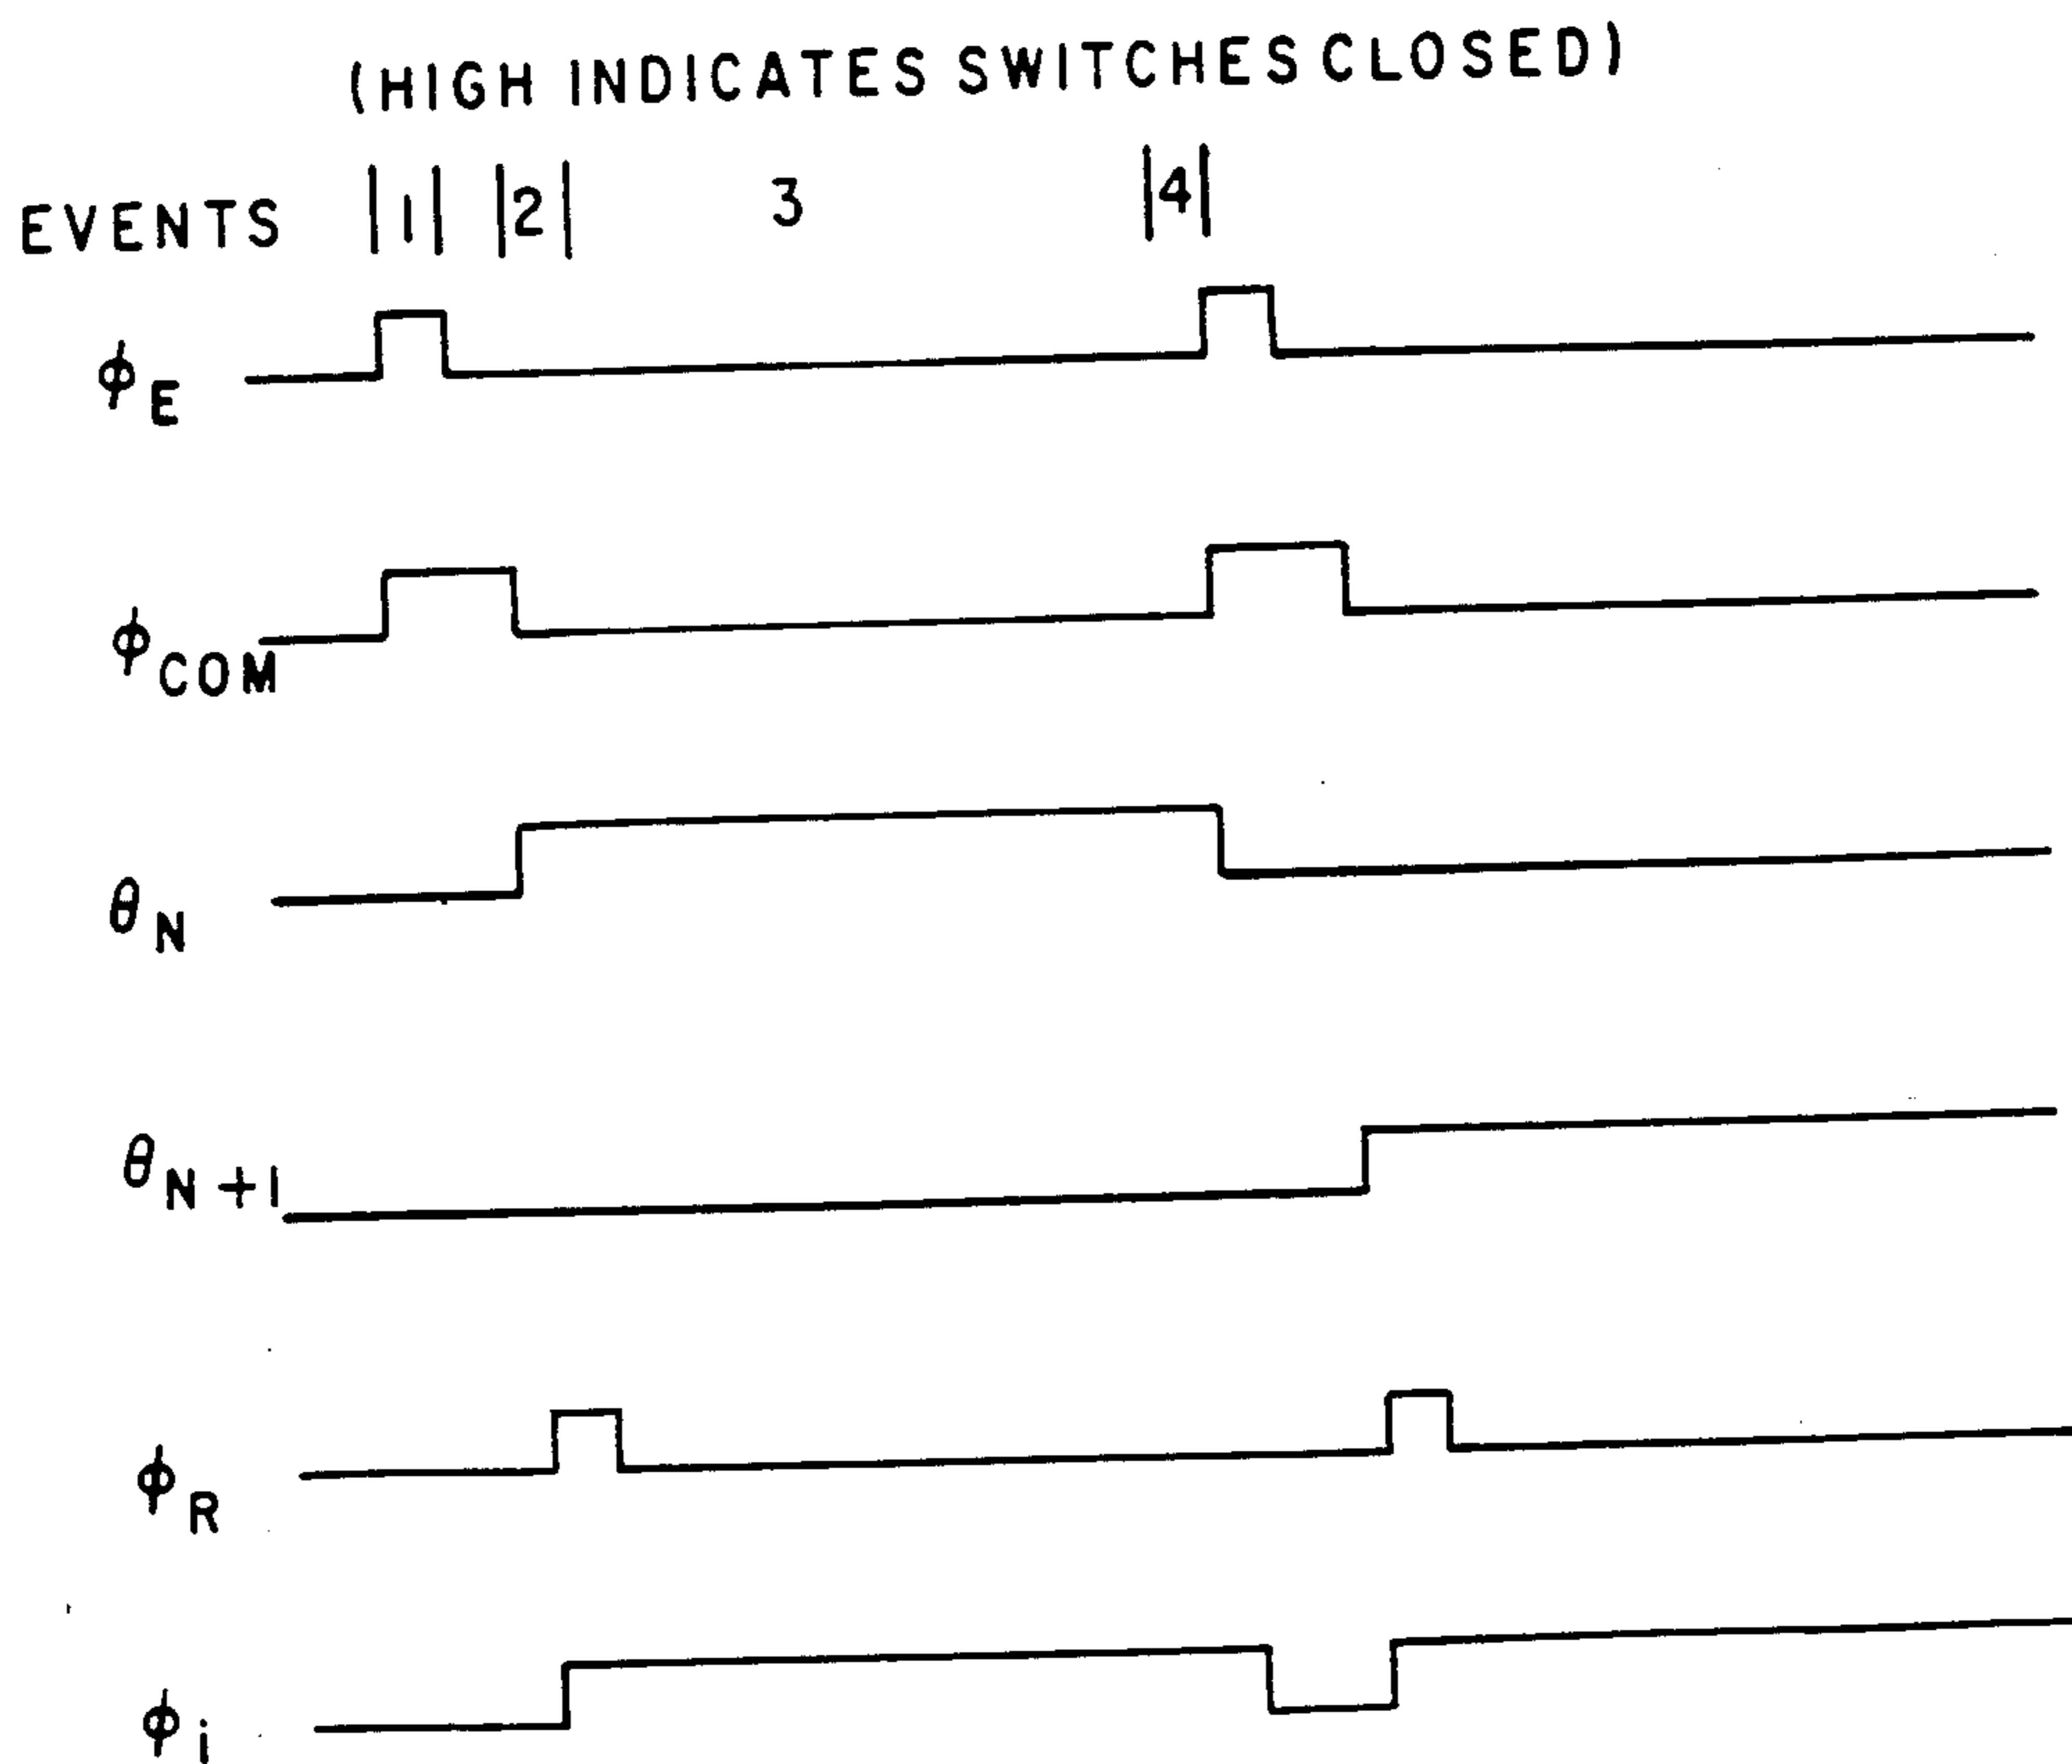 (HIGH INDICATES SWITCHES CLOSED)
EVENTS |1| |2| 3 |4|
ϕE
ϕCOM
θN
θN+1
ϕR
ϕi